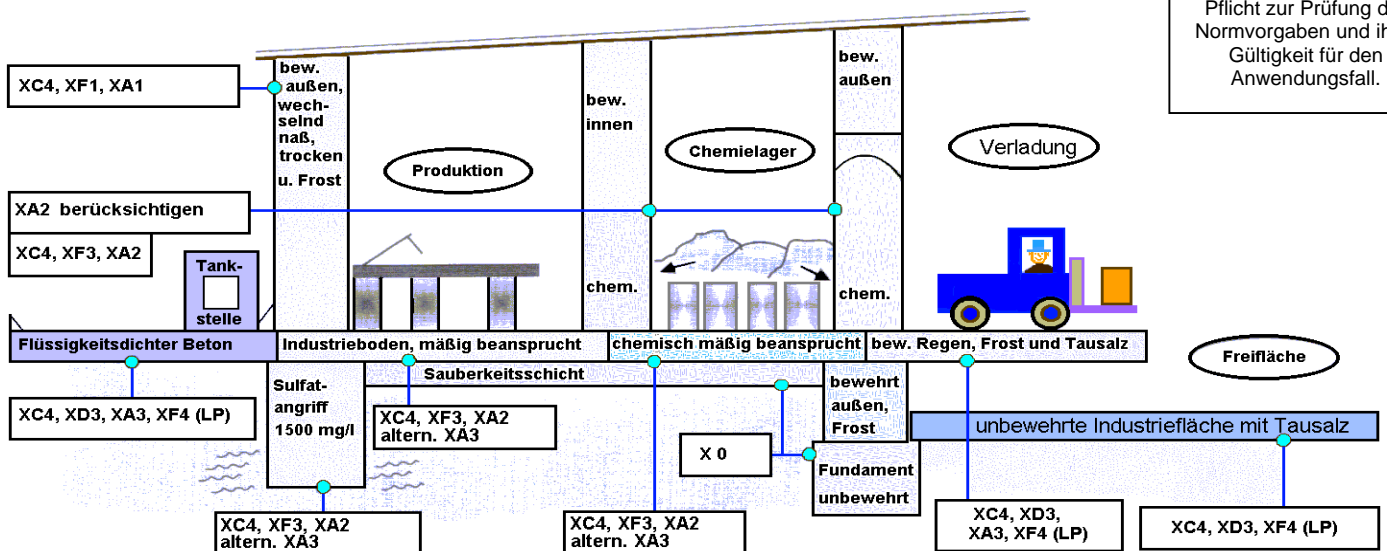 Pflicht zur Prüfung d
Normvorgaben und ih
Gültigkeit für den
Anwendungsfall.
XC4, XF1, XA1
bew.
außen,
wech-
selnd
naß,
trocken
u. Frost
bew.
innen
bew.
außen
Produktion
Chemielager
Verladung
XA2 berücksichtigen
XC4, XF3, XA2
Tank-
stelle
chem.
chem.
Flüssigkeitsdichter Beton
Industrieboden, mäßig beansprucht
chemisch mäßig beansprucht
bew. Regen, Frost und Tausalz
Freifläche
Sauberkeitsschicht
Sulfat-
angriff
1500 mg/l
bewehrt
außen,
Frost
XC4, XD3, XA3, XF4 (LP)
XC4, XF3, XA2
altern. XA3
unbewehrte Industriefläche mit Tausalz
X 0
Fundament
unbewehrt
XC4, XF3, XA2
altern. XA3
XC4, XF3, XA2
altern. XA3
XC4, XD3,
XA3, XF4 (LP)
XC4, XD3, XF4 (LP)